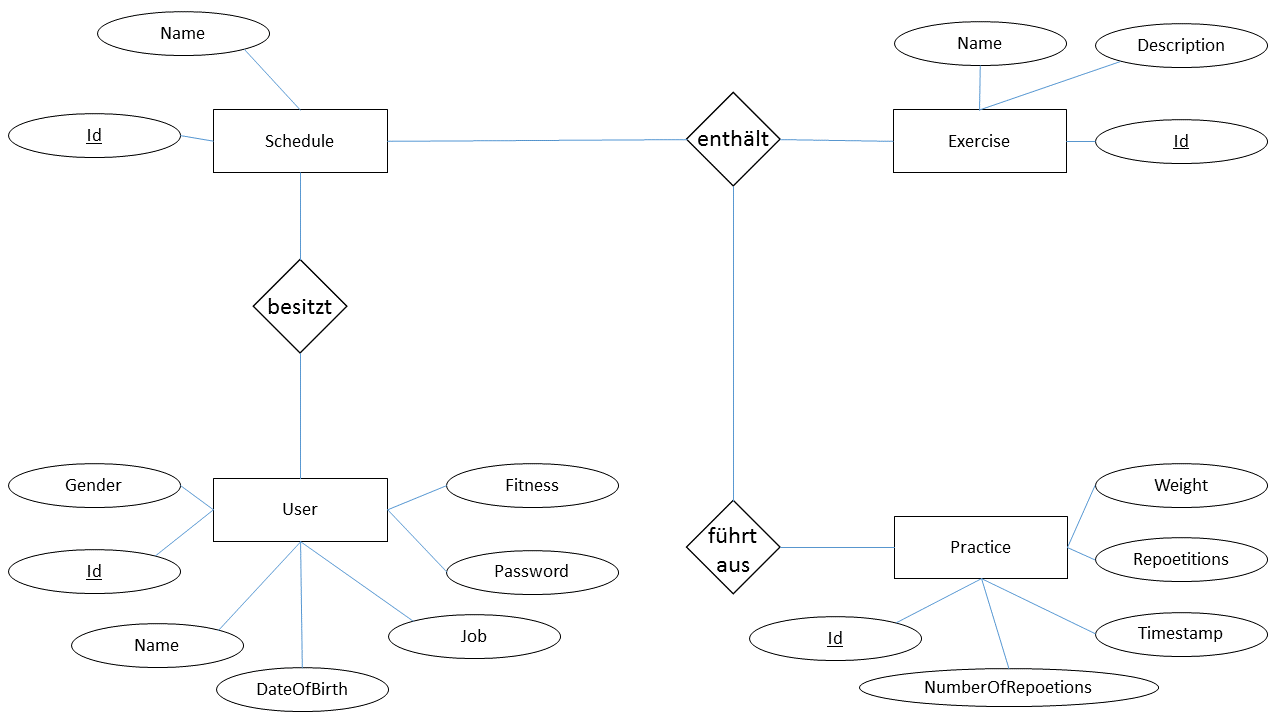 Name
Name
Description
Id
Schedule
enthält
Exercise
Id
besitzt
Gender
Fitness
Weight
User
führt
aus
Practice
Repoetitions
Id
Password
Name
Job
Id
Timestamp
DateOfBirth
NumberOfRepoetions